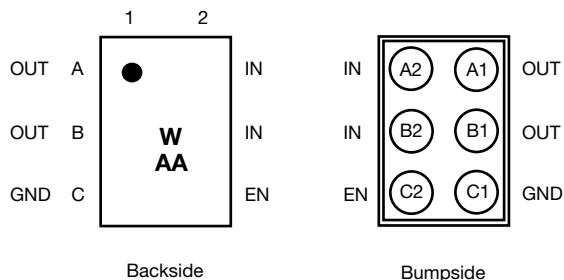 1 2
OUT A IN IN A2 A1 OUT
OUT B W IN IN B2 B1 OUT
AA
GND C EN EN C2 C1 GND
Backside Bumpside